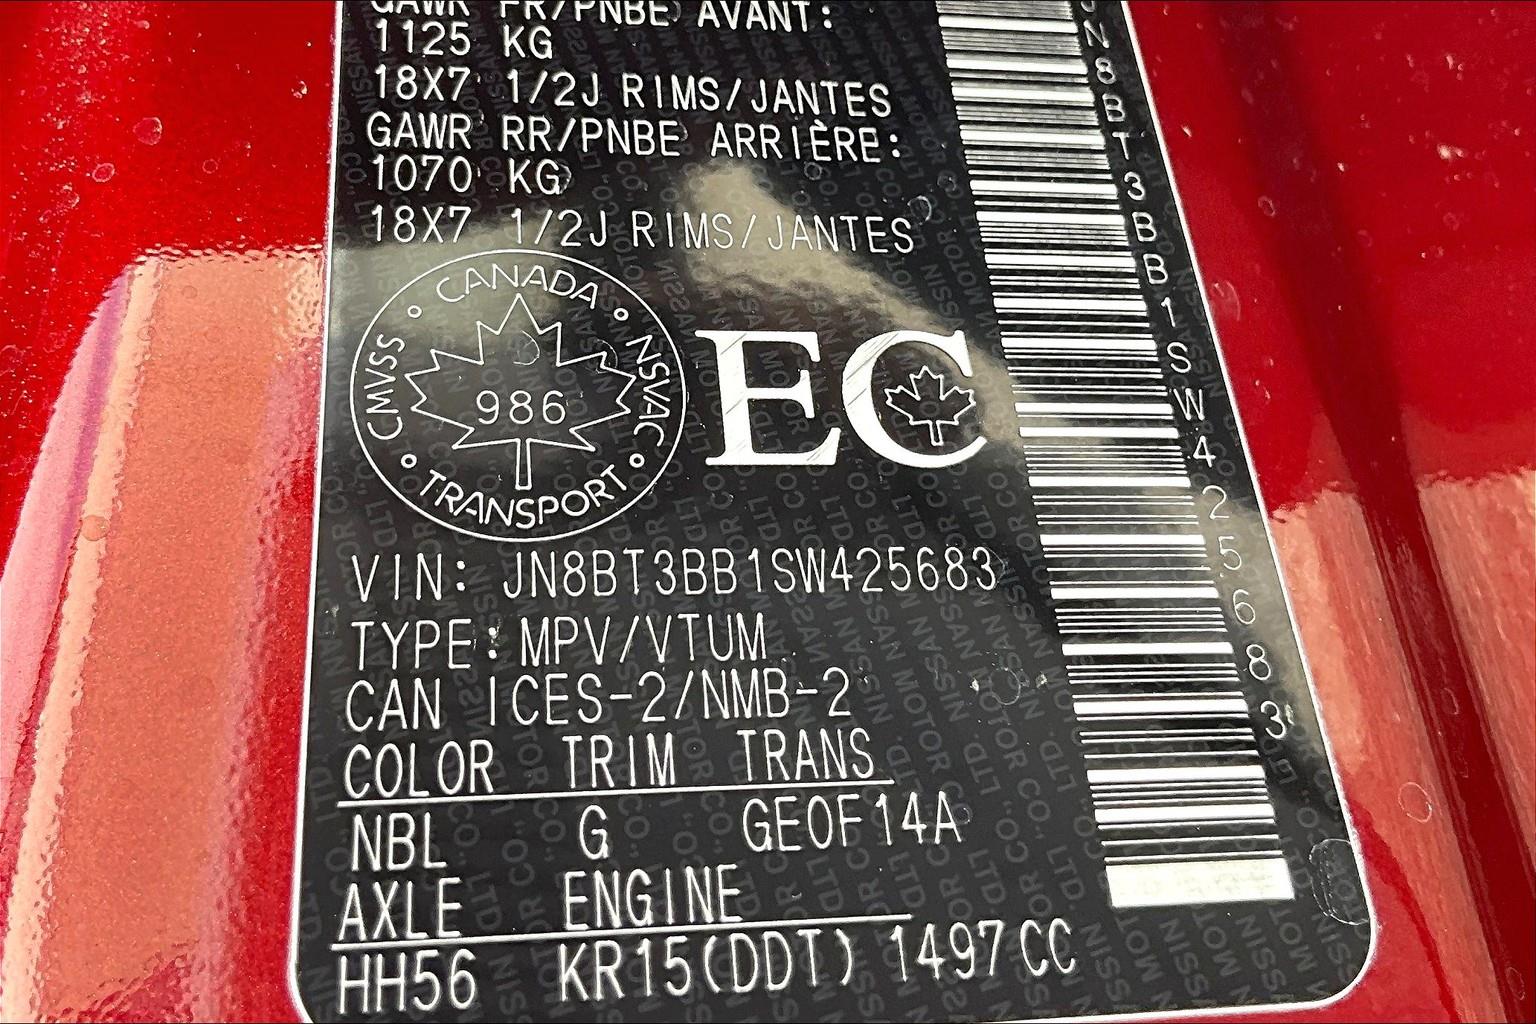 GAWR FR/PNBE AVANT:
1125 KG
18X7 1/2J RIMS/JANTES
GAWR RR/PNBE ARRIÈRE:
1070 KG
18X7 1/2J RIMS/JANTES
CANADA
CMVSS
NSVAC
986
TRANSPORT
EC
VIN: JN8BT3BB1SW425683
TYPE: MPV/VTUM
CAN ICES-2/NMB-2
COLOR TRIM TRANS
NBL G GE0F14A
AXLE ENGINE
HH56 KR15(DDT) 1497CC
N8BT3BB1SW425683